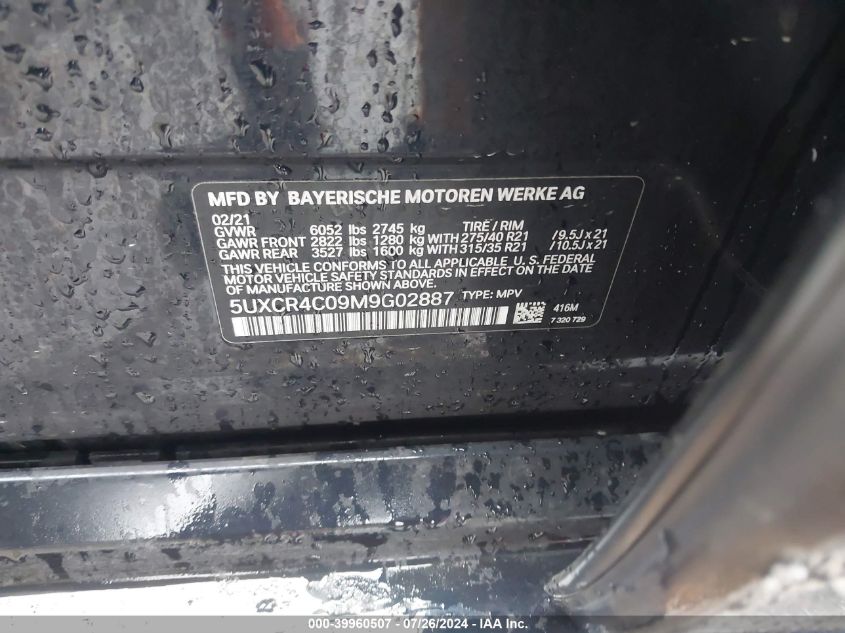 MFD BY BAYERISCHE MOTOREN WERKE AG
02/21 TIRE / RIM
GVWR 6052 lbs 2745 kg
GAWR FRONT 2822 lbs 1280 kg WITH 275/40 R21 /9.5J x 21
GAWR REAR 3527 lbs 1600 kg WITH 315/35 R21 /10.5J x 21
THIS VEHICLE CONFORMS TO ALL APPLICABLE U.S. FEDERAL
MOTOR VEHICLE SAFETY STANDARDS IN EFFECT ON THE DATE
OF MANUFACTURE SHOWN ABOVE.
5UXCR4C09M9G02887 TYPE: MPV
416M
7 320 729
000-39960507 / 07/26/2024 - IAA Inc.